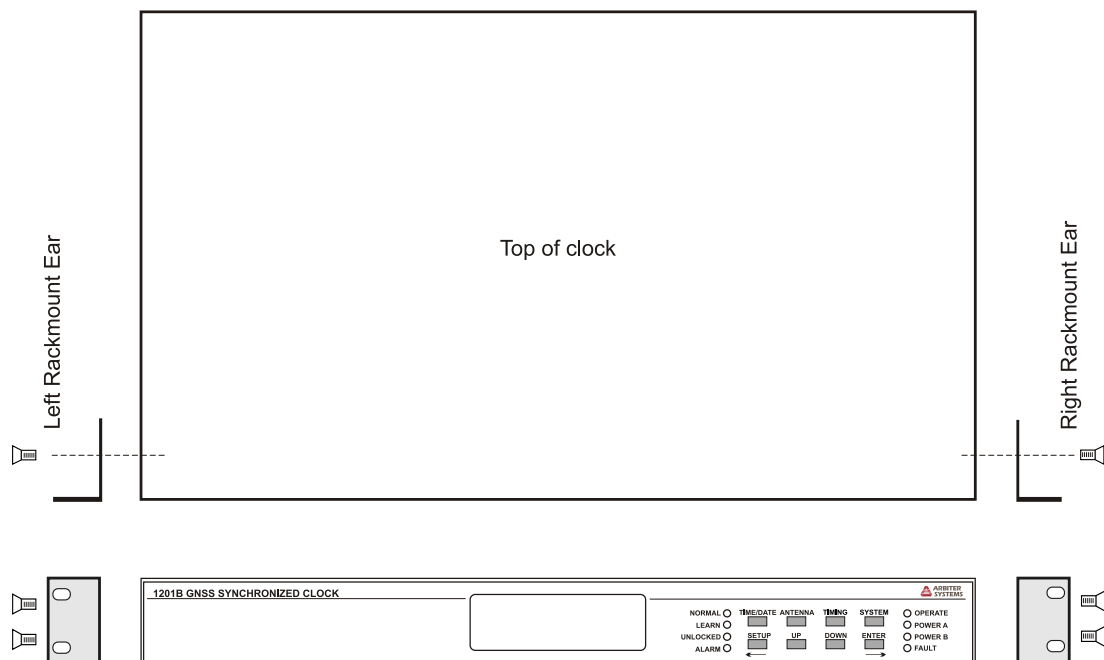 Top of clock
Left Rackmount Ear
Right Rackmount Ear
1201B GNSS SYNCHRONIZED CLOCK
ARBITER
SYSTEMS
NORMAL TIME/DATE ANTENNA TIMING SYSTEM OPERATE
LEARN POWER A
UNLOCKED SETUP UP DOWN ENTER POWER B
ALARM FAULT